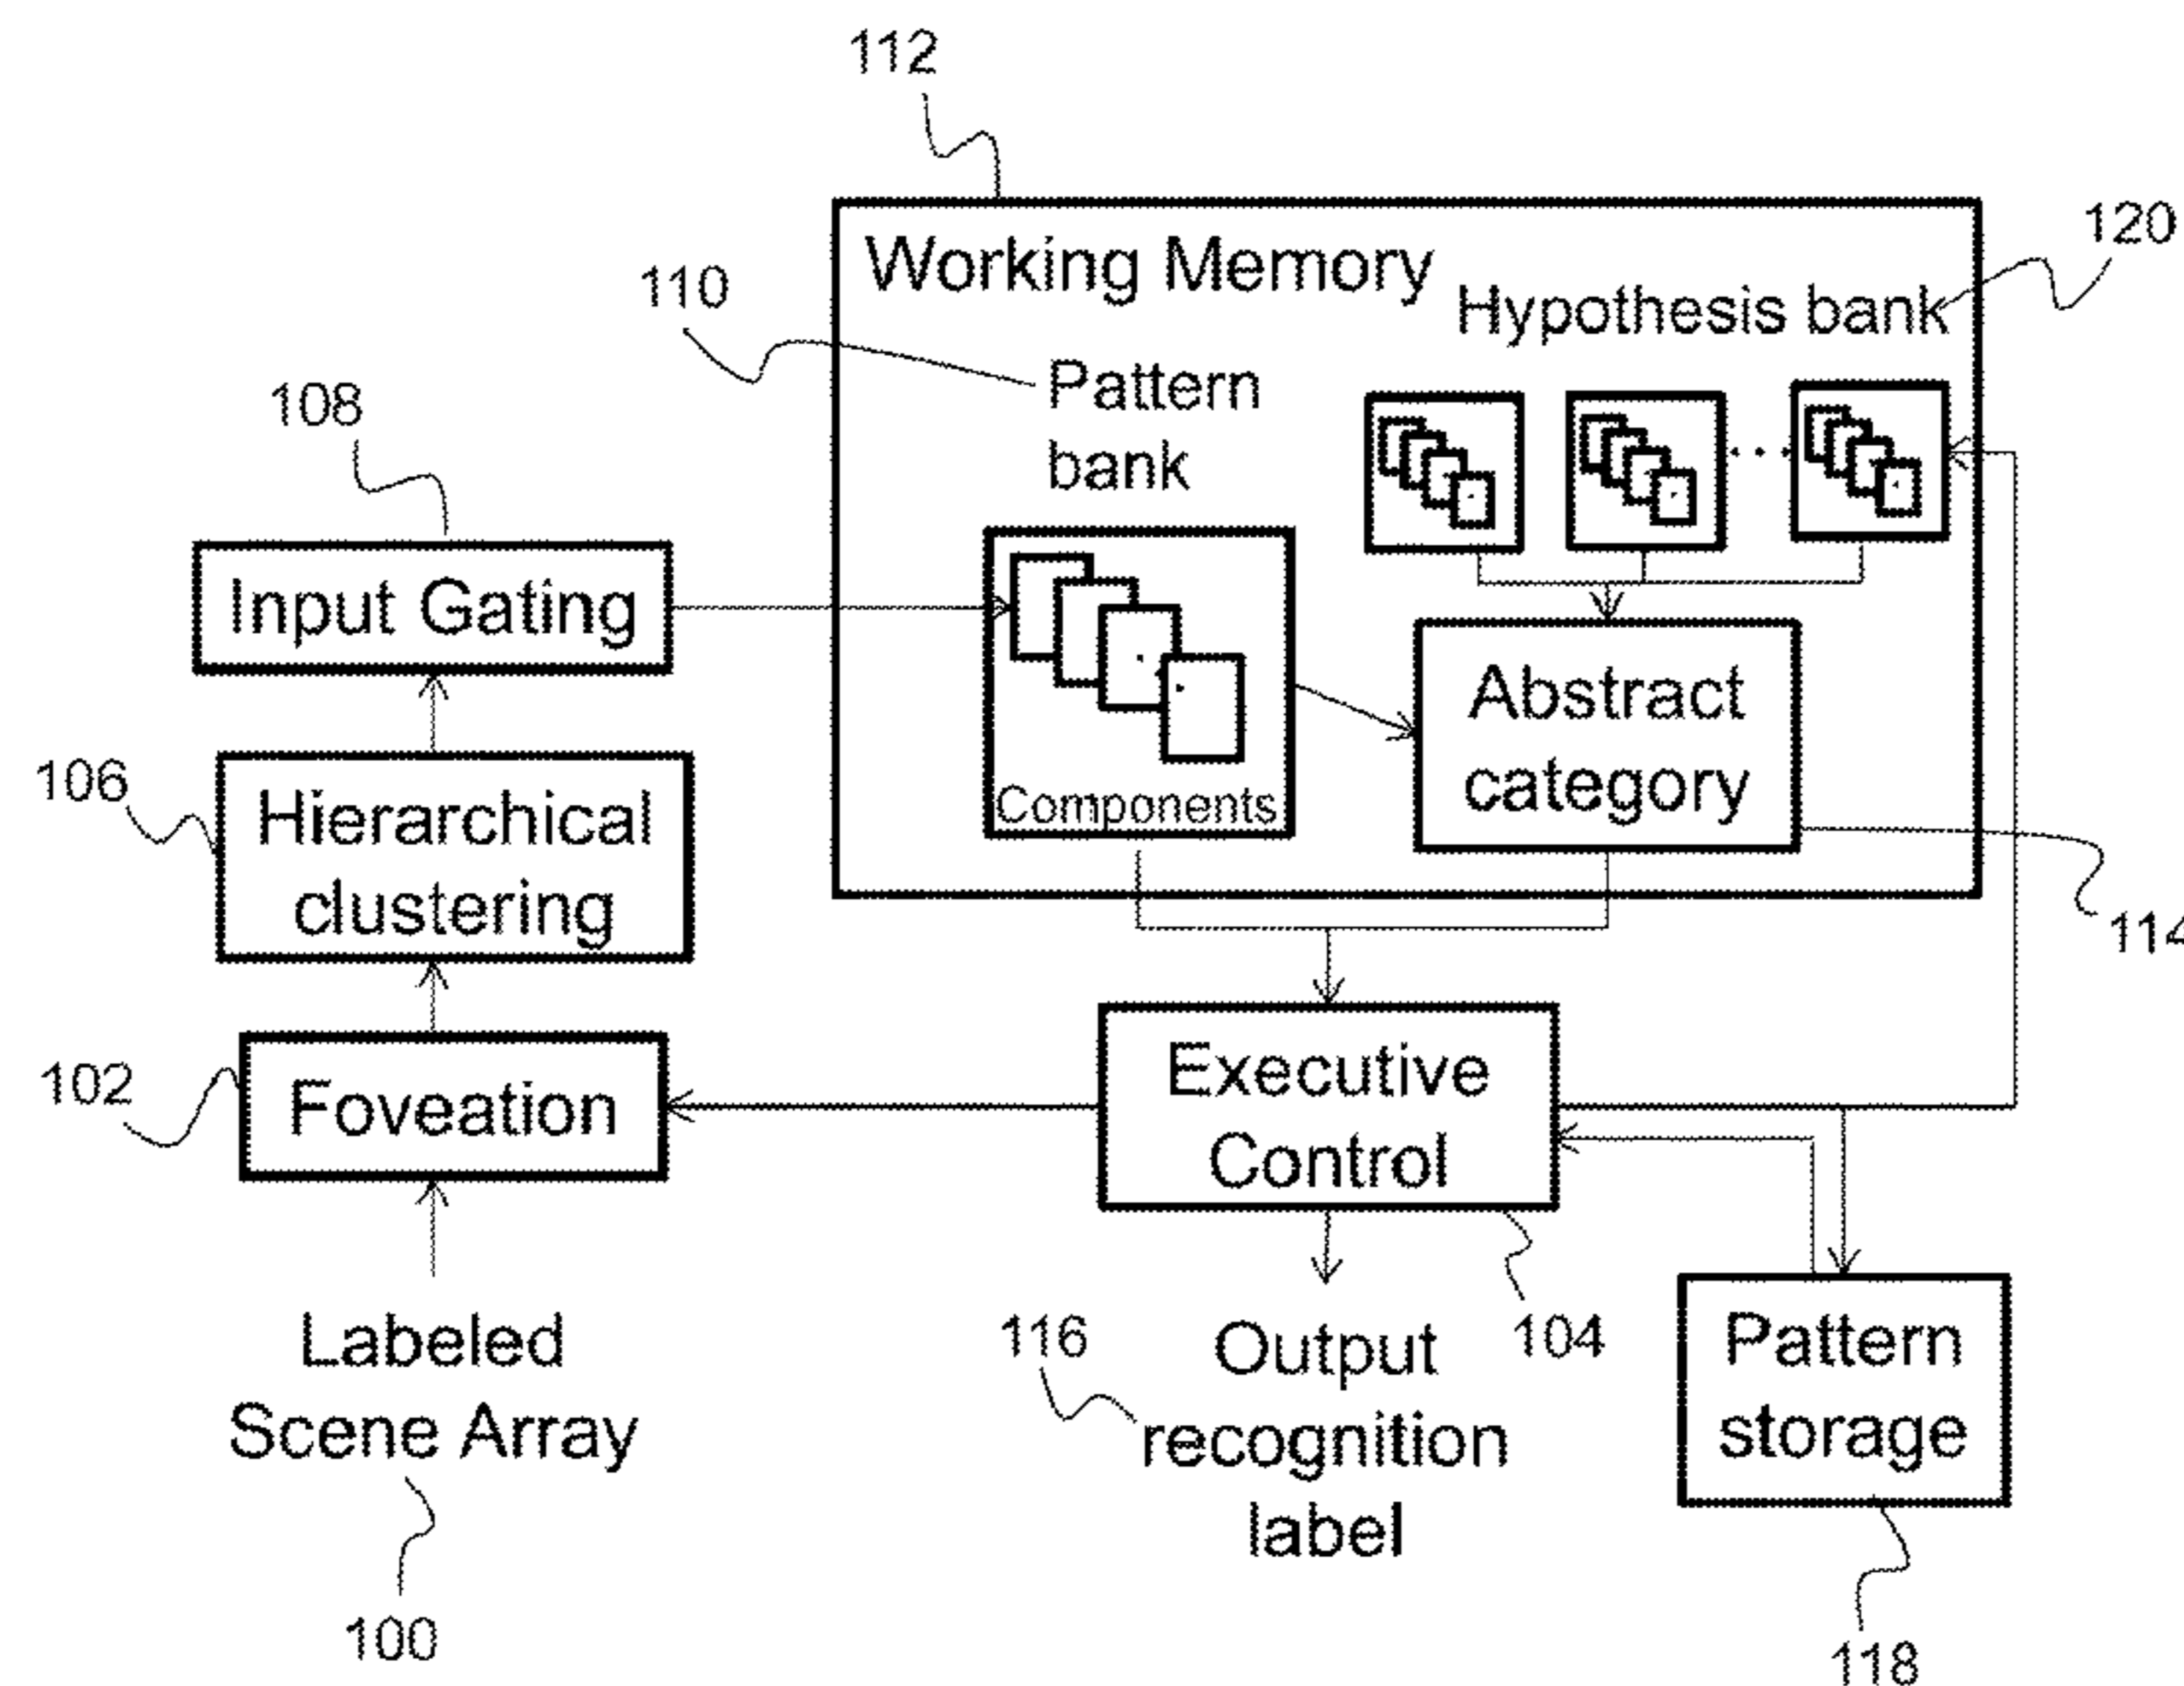 112
Working Memory
120
Hypothesis bank
110
Pattern
bank
108
Input Gating
Components
Abstract
category
106
Hierarchical
clustering
114
102
Foveation
Executive
Control
104
Labeled
Scene Array
100
116
Output
recognition
label
Pattern
storage
118